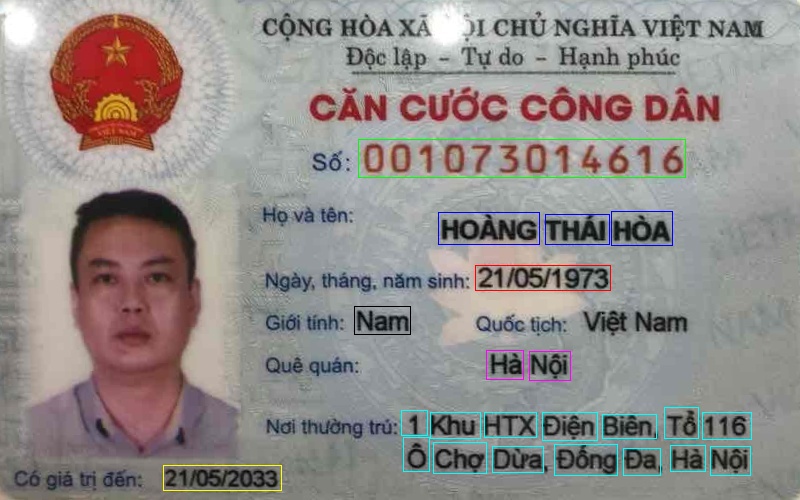 CỘNG HÒA XÃ HỘI CHỦ NGHĨA VIỆT NAM
Độc lập - Tự do - Hạnh phúc
CĂN CƯỚC CÔNG DÂN
Số: 001073014616
Họ và tên: HOÀNG THÁI HÒA
Ngày, tháng, năm sinh: 21/05/1973
Giới tính: Nam Quốc tịch: Việt Nam
Quê quán: Hà Nội
Nơi thường trú: 1 Khu HTX Điện Biên, Tổ 116
Ô Chợ Dừa, Đống Đa, Hà Nội
Có giá trị đến: 21/05/2033
VIỆT NAM